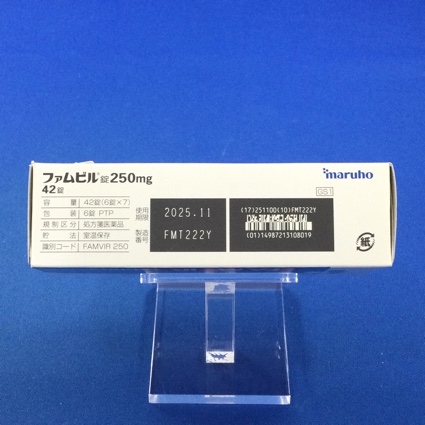 ファムビル錠250mg
42錠
容量 42錠(6錠×7)
包装 6錠 PTP
規制区分 処方箋医薬品
貯法 室温保存
識別コード FAMVIR 250
使用期限 2025.11
製造番号 FMT222Y
(17)251100(10)FMT222Y
(01)14987213108019
maruho
GS1
紙